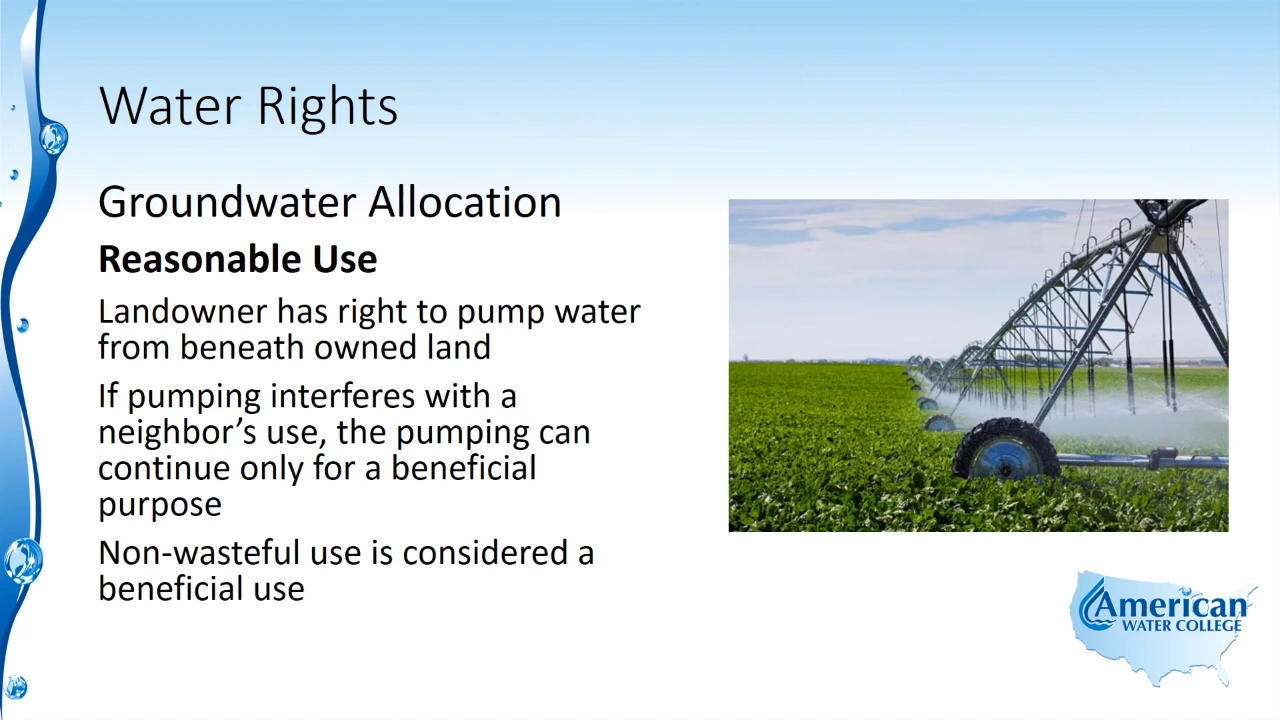 Water Rights
Groundwater Allocation
Reasonable Use
Landowner has right to pump water
from beneath owned land
If pumping interferes with a
neighbor’s use, the pumping can
continue only for a beneficial
purpose
Non-wasteful use is considered a
beneficial use
American
WATER COLLEGE